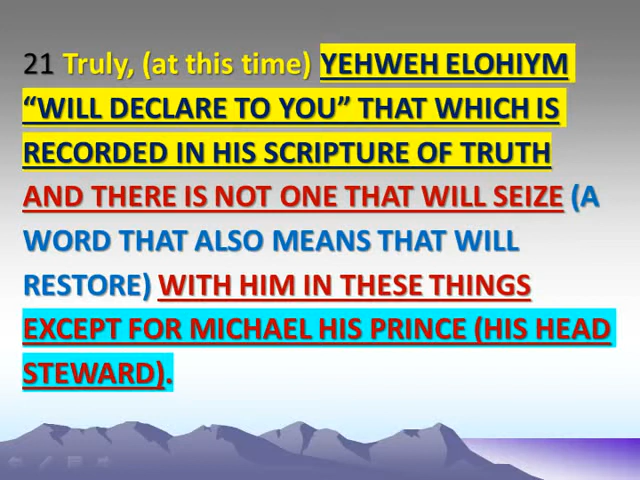 21 Truly, (at this time) YEHWEH ELOHIYM
“WILL DECLARE TO YOU” THAT WHICH IS
RECORDED IN HIS SCRIPTURE OF TRUTH
AND THERE IS NOT ONE THAT WILL SEIZE (A
WORD THAT ALSO MEANS THAT WILL
RESTORE) WITH HIM IN THESE THINGS
EXCEPT FOR MICHAEL HIS PRINCE (HIS HEAD
STEWARD).